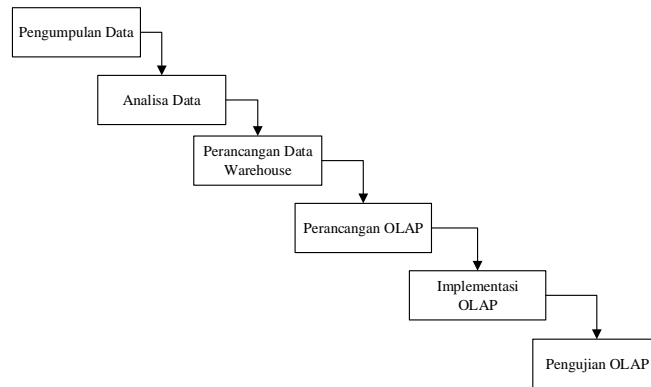 Pengumpulan Data
Analisa Data
Perancangan Data
Warehouse
Perancangan OLAP
Implementasi
OLAP
Pengujian OLAP